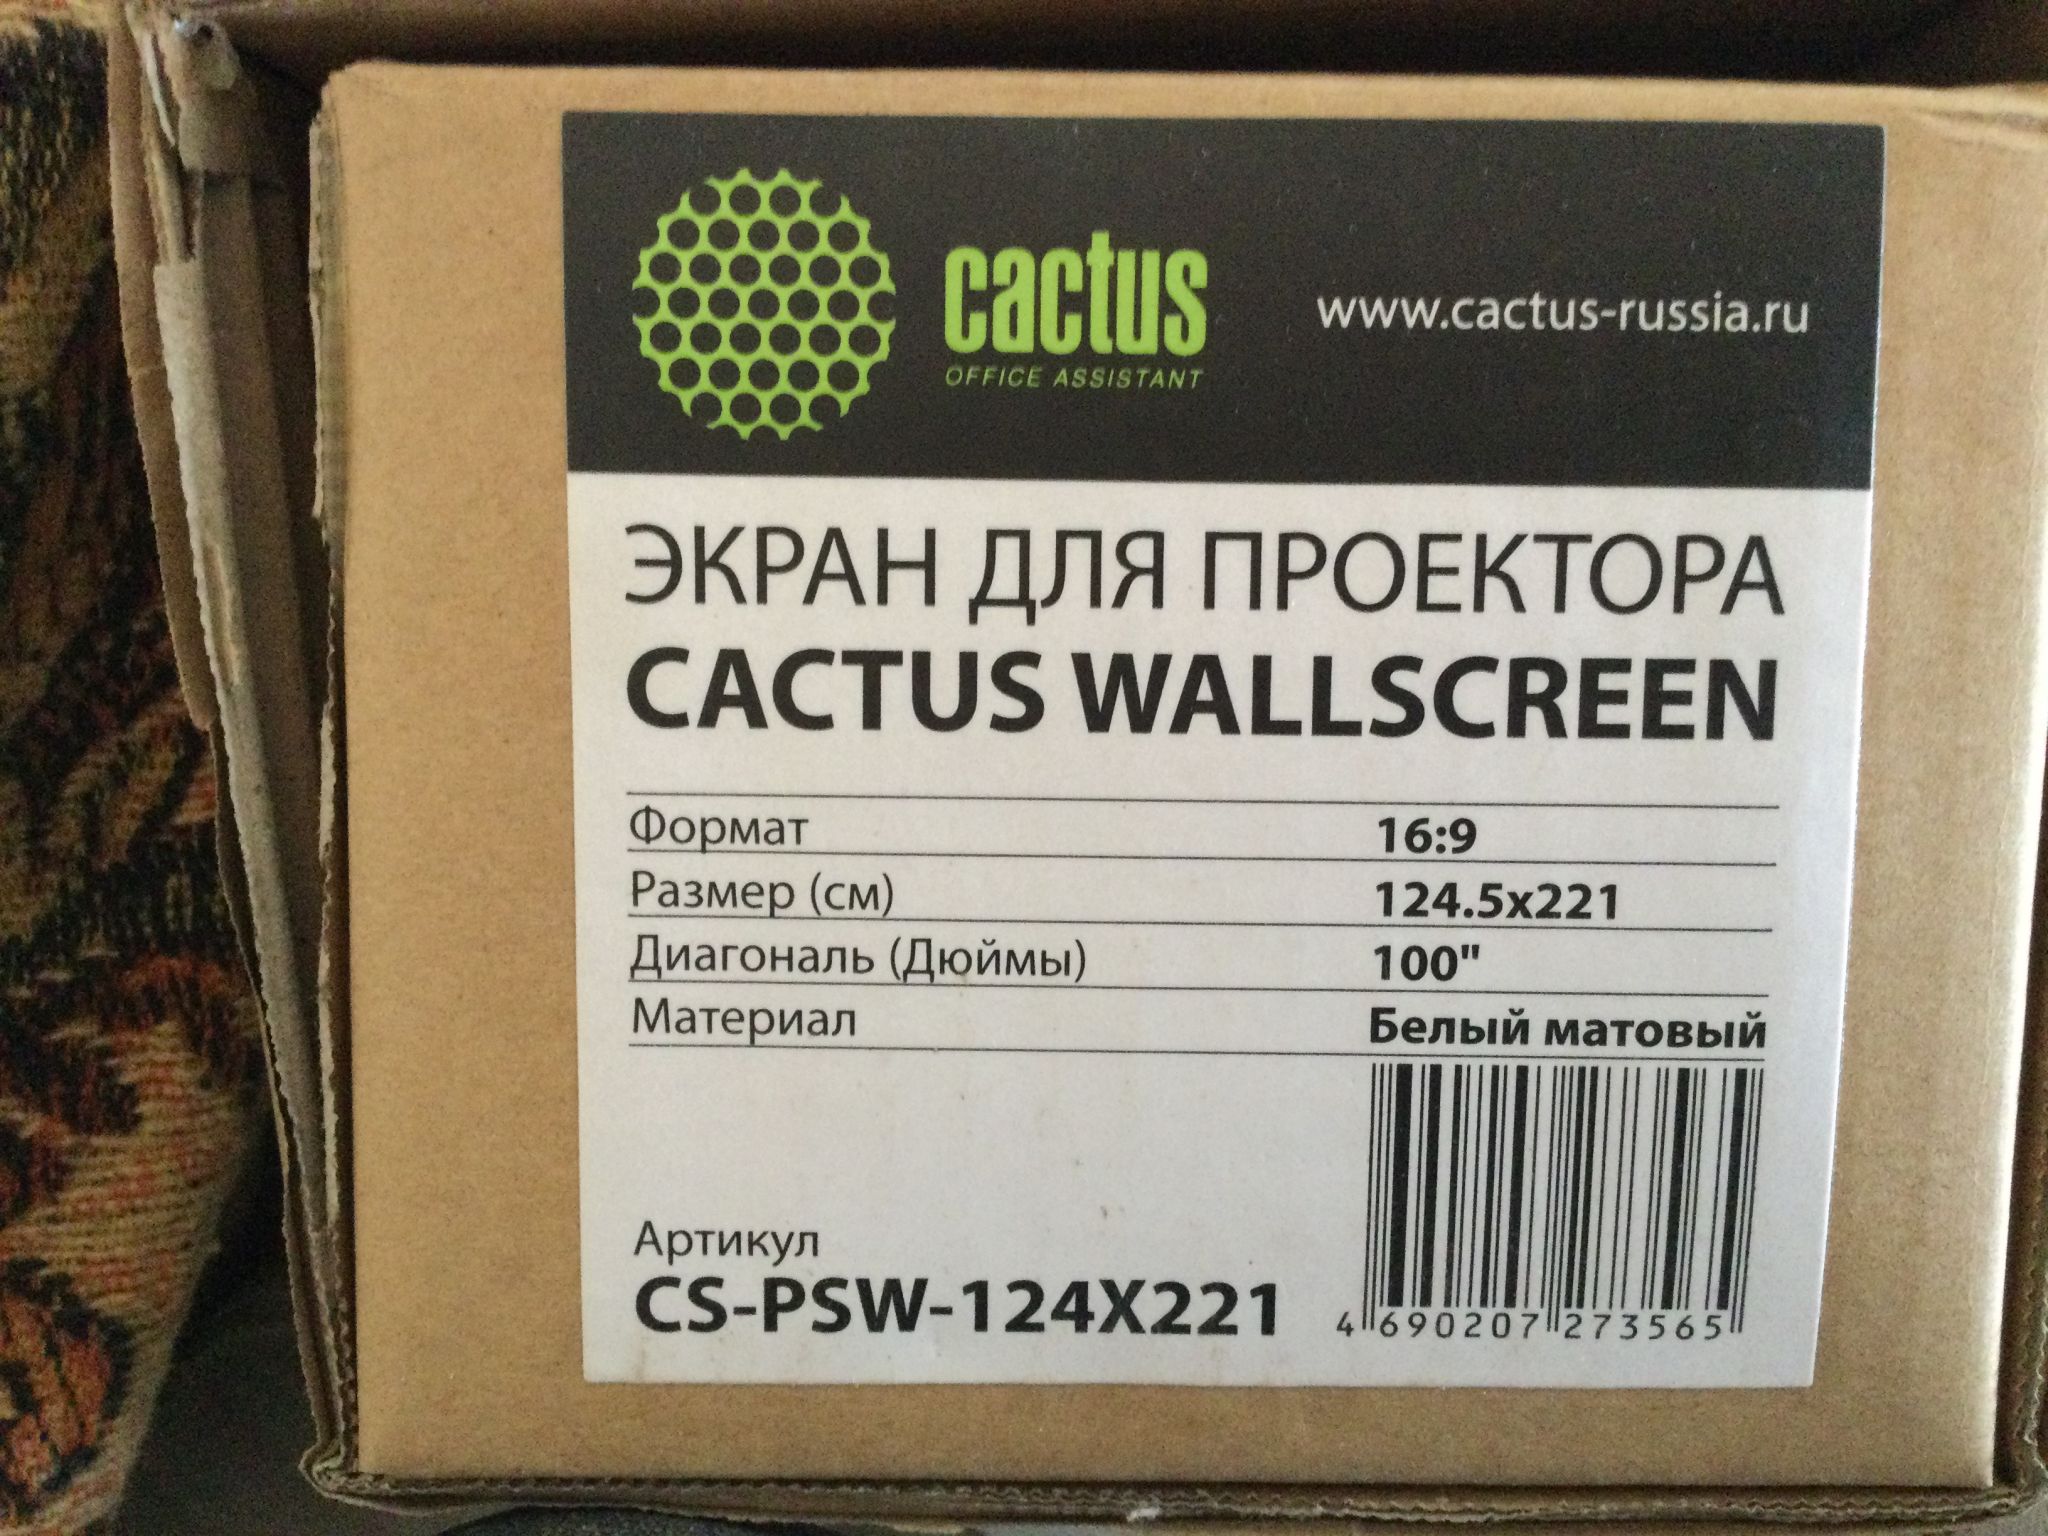 cactus
OFFICE ASSISTANT
www.cactus-russia.ru
ЭКРАН ДЛЯ ПРОЕКТОРА
CACTUS WALLSCREEN
Формат 16:9
Размер (см) 124.5x221
Диагональ (Дюймы) 100"
Материал Белый матовый
Артикул
CS-PSW-124X221
4 690207 273565